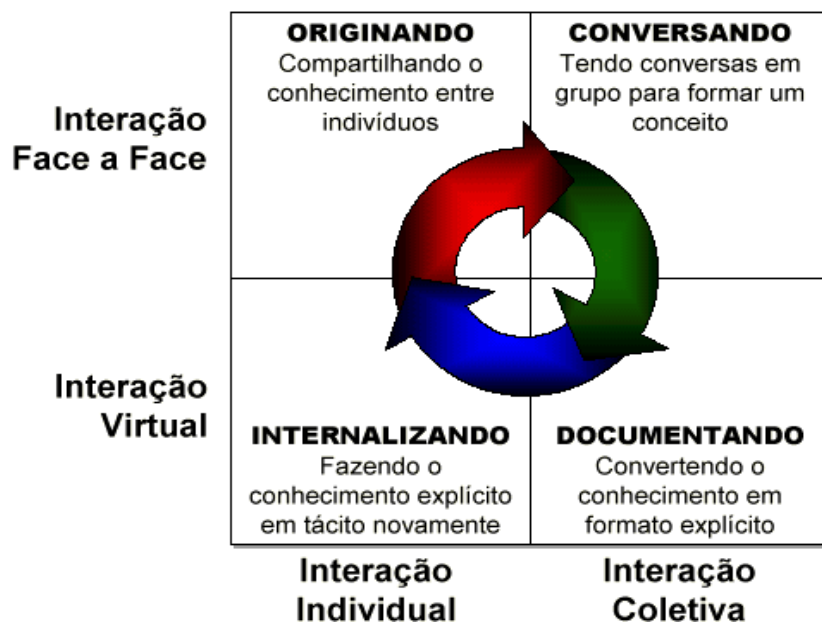 ORIGINANDO
Compartilhando o
conhecimento entre
indivíduos
CONVERSANDO
Tendo conversas em
grupo para formar um
conceito
Interação
Face a Face
Interação
Virtual
INTERNALIZANDO
Fazendo o
conhecimento explícito
em tácito novamente
DOCUMENTANDO
Convertendo o
conhecimento em
formato explícito
Interação
Individual
Interação
Coletiva